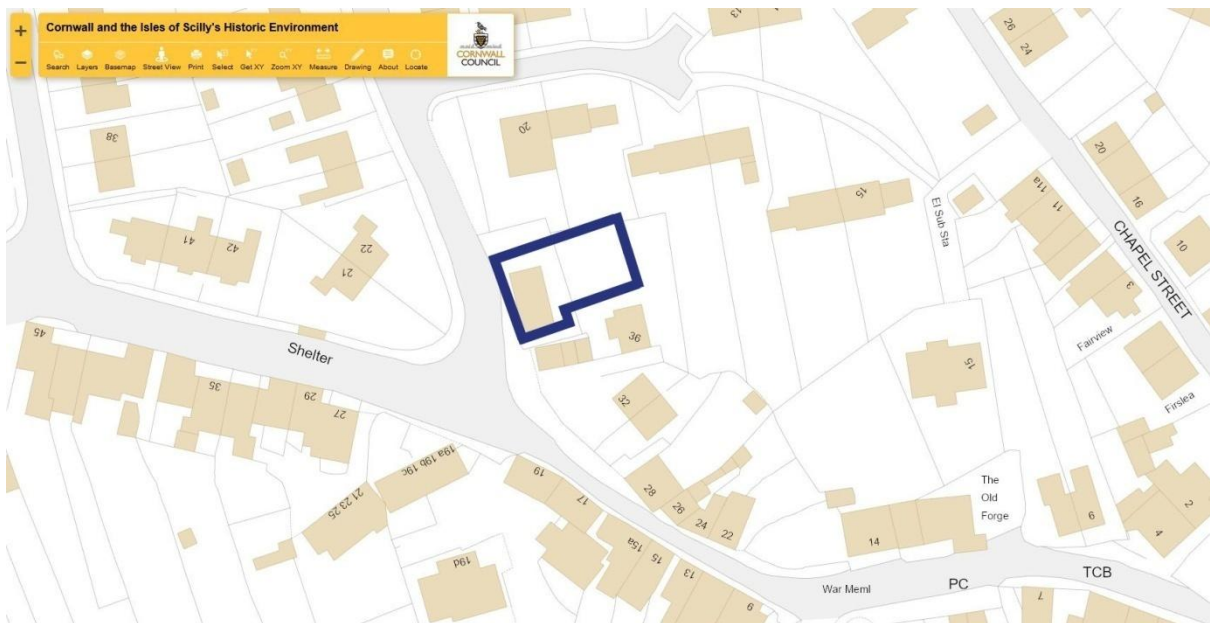 +
Cornwall and the Isles of Scilly's Historic Environment
Search Layers Basemap Street View Print Select Get XY Zoom XY Measure Drawing About Locate
CORNWALL
COUNCIL
−
13
26
24
38
20
20
16
10
41
42
22
21
15
El Sub Sta
11a
11
3
CHAPEL STREET
Fairview
Firslea
45
Shelter
35
29
27
36
32
15
19a 19b 19c
21 23 25
19
17
28
26
24
22
15a
15
13
9
19d
14
The
Old
Forge
6
2
4
War Meml
PC
TCB
7